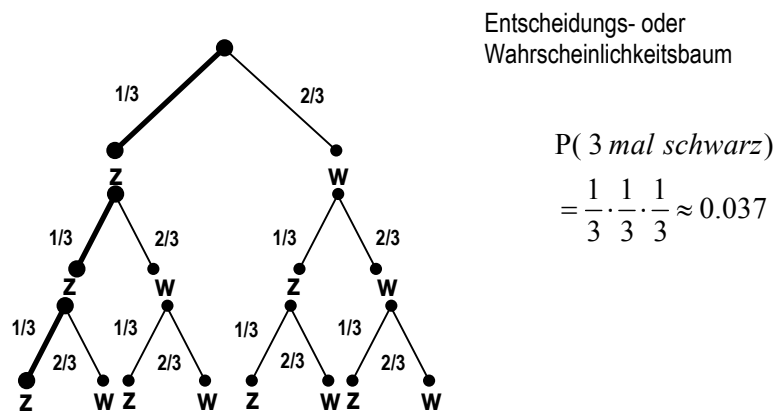 Entscheidungs- oder
Wahrscheinlichkeitsbaum
1/3 2/3
z w
1/3 2/3 1/3 2/3
z w z w
1/3 2/3 1/3 2/3 1/3 2/3 1/3 2/3
z w z w z w z w
P( 3 mal schwarz)
= 1/3 · 1/3 · 1/3 ≈ 0.037